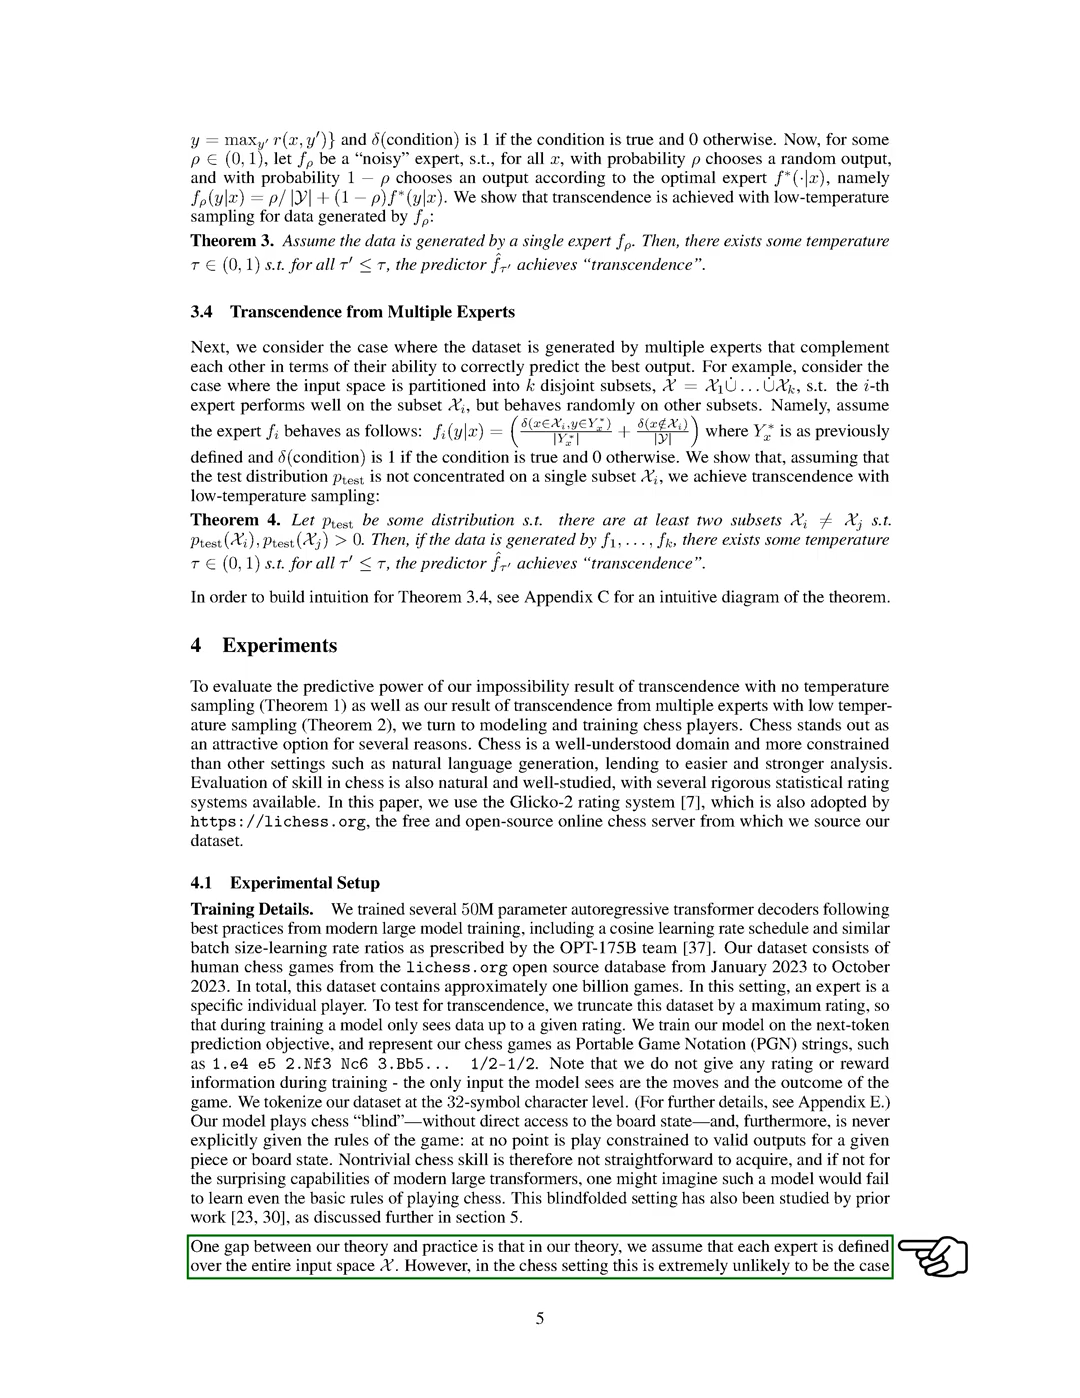 y = max_{y′} r(x, y′)} and δ(condition) is 1 if the condition is true and 0 otherwise. Now, for some
ρ ∈ (0, 1), let f_ρ be a “noisy” expert, s.t., for all x, with probability ρ chooses a random output,
and with probability 1 − ρ chooses an output according to the optimal expert f*(·|x), namely
f_ρ(y|x) = ρ/ |𝒴| + (1 − ρ)f*(y|x). We show that transcendence is achieved with low-temperature
sampling for data generated by f_ρ:
Theorem 3. Assume the data is generated by a single expert f_ρ. Then, there exists some temperature
τ ∈ (0, 1) s.t. for all τ′ ≤ τ, the predictor f̂_{τ′} achieves “transcendence”.
3.4 Transcendence from Multiple Experts
Next, we consider the case where the dataset is generated by multiple experts that complement
each other in terms of their ability to correctly predict the best output. For example, consider the
case where the input space is partitioned into k disjoint subsets, 𝒳 = 𝒳₁∪̇ . . . ∪̇𝒳_k, s.t. the i-th
expert performs well on the subset 𝒳_i, but behaves randomly on other subsets. Namely, assume
the expert f_i behaves as follows: f_i(y|x) = (δ(x∈𝒳_i,y∈Y*_x)/|Y*_x| + δ(x∉𝒳_i)/|𝒴|) where Y*_x is as previously
defined and δ(condition) is 1 if the condition is true and 0 otherwise. We show that, assuming that
the test distribution p_test is not concentrated on a single subset 𝒳_i, we achieve transcendence with
low-temperature sampling:
Theorem 4. Let p_test be some distribution s.t. there are at least two subsets 𝒳_i ≠ 𝒳_j s.t.
p_test(𝒳_i), p_test(𝒳_j) > 0. Then, if the data is generated by f₁, . . . , f_k, there exists some temperature
τ ∈ (0, 1) s.t. for all τ′ ≤ τ, the predictor f̂_{τ′} achieves “transcendence”.
In order to build intuition for Theorem 3.4, see Appendix C for an intuitive diagram of the theorem.
4 Experiments
To evaluate the predictive power of our impossibility result of transcendence with no temperature
sampling (Theorem 1) as well as our result of transcendence from multiple experts with low temper-
ature sampling (Theorem 2), we turn to modeling and training chess players. Chess stands out as
an attractive option for several reasons. Chess is a well-understood domain and more constrained
than other settings such as natural language generation, lending to easier and stronger analysis.
Evaluation of skill in chess is also natural and well-studied, with several rigorous statistical rating
systems available. In this paper, we use the Glicko-2 rating system [7], which is also adopted by
https://lichess.org, the free and open-source online chess server from which we source our
dataset.
4.1 Experimental Setup
Training Details. We trained several 50M parameter autoregressive transformer decoders following
best practices from modern large model training, including a cosine learning rate schedule and similar
batch size-learning rate ratios as prescribed by the OPT-175B team [37]. Our dataset consists of
human chess games from the lichess.org open source database from January 2023 to October
2023. In total, this dataset contains approximately one billion games. In this setting, an expert is a
specific individual player. To test for transcendence, we truncate this dataset by a maximum rating, so
that during training a model only sees data up to a given rating. We train our model on the next-token
prediction objective, and represent our chess games as Portable Game Notation (PGN) strings, such
as 1.e4 e5 2.Nf3 Nc6 3.Bb5... 1/2-1/2. Note that we do not give any rating or reward
information during training - the only input the model sees are the moves and the outcome of the
game. We tokenize our dataset at the 32-symbol character level. (For further details, see Appendix E.)
Our model plays chess “blind”—without direct access to the board state—and, furthermore, is never
explicitly given the rules of the game: at no point is play constrained to valid outputs for a given
piece or board state. Nontrivial chess skill is therefore not straightforward to acquire, and if not for
the surprising capabilities of modern large transformers, one might imagine such a model would fail
to learn even the basic rules of playing chess. This blindfolded setting has also been studied by prior
work [23, 30], as discussed further in section 5.
One gap between our theory and practice is that in our theory, we assume that each expert is defined
over the entire input space 𝒳. However, in the chess setting this is extremely unlikely to be the case
5